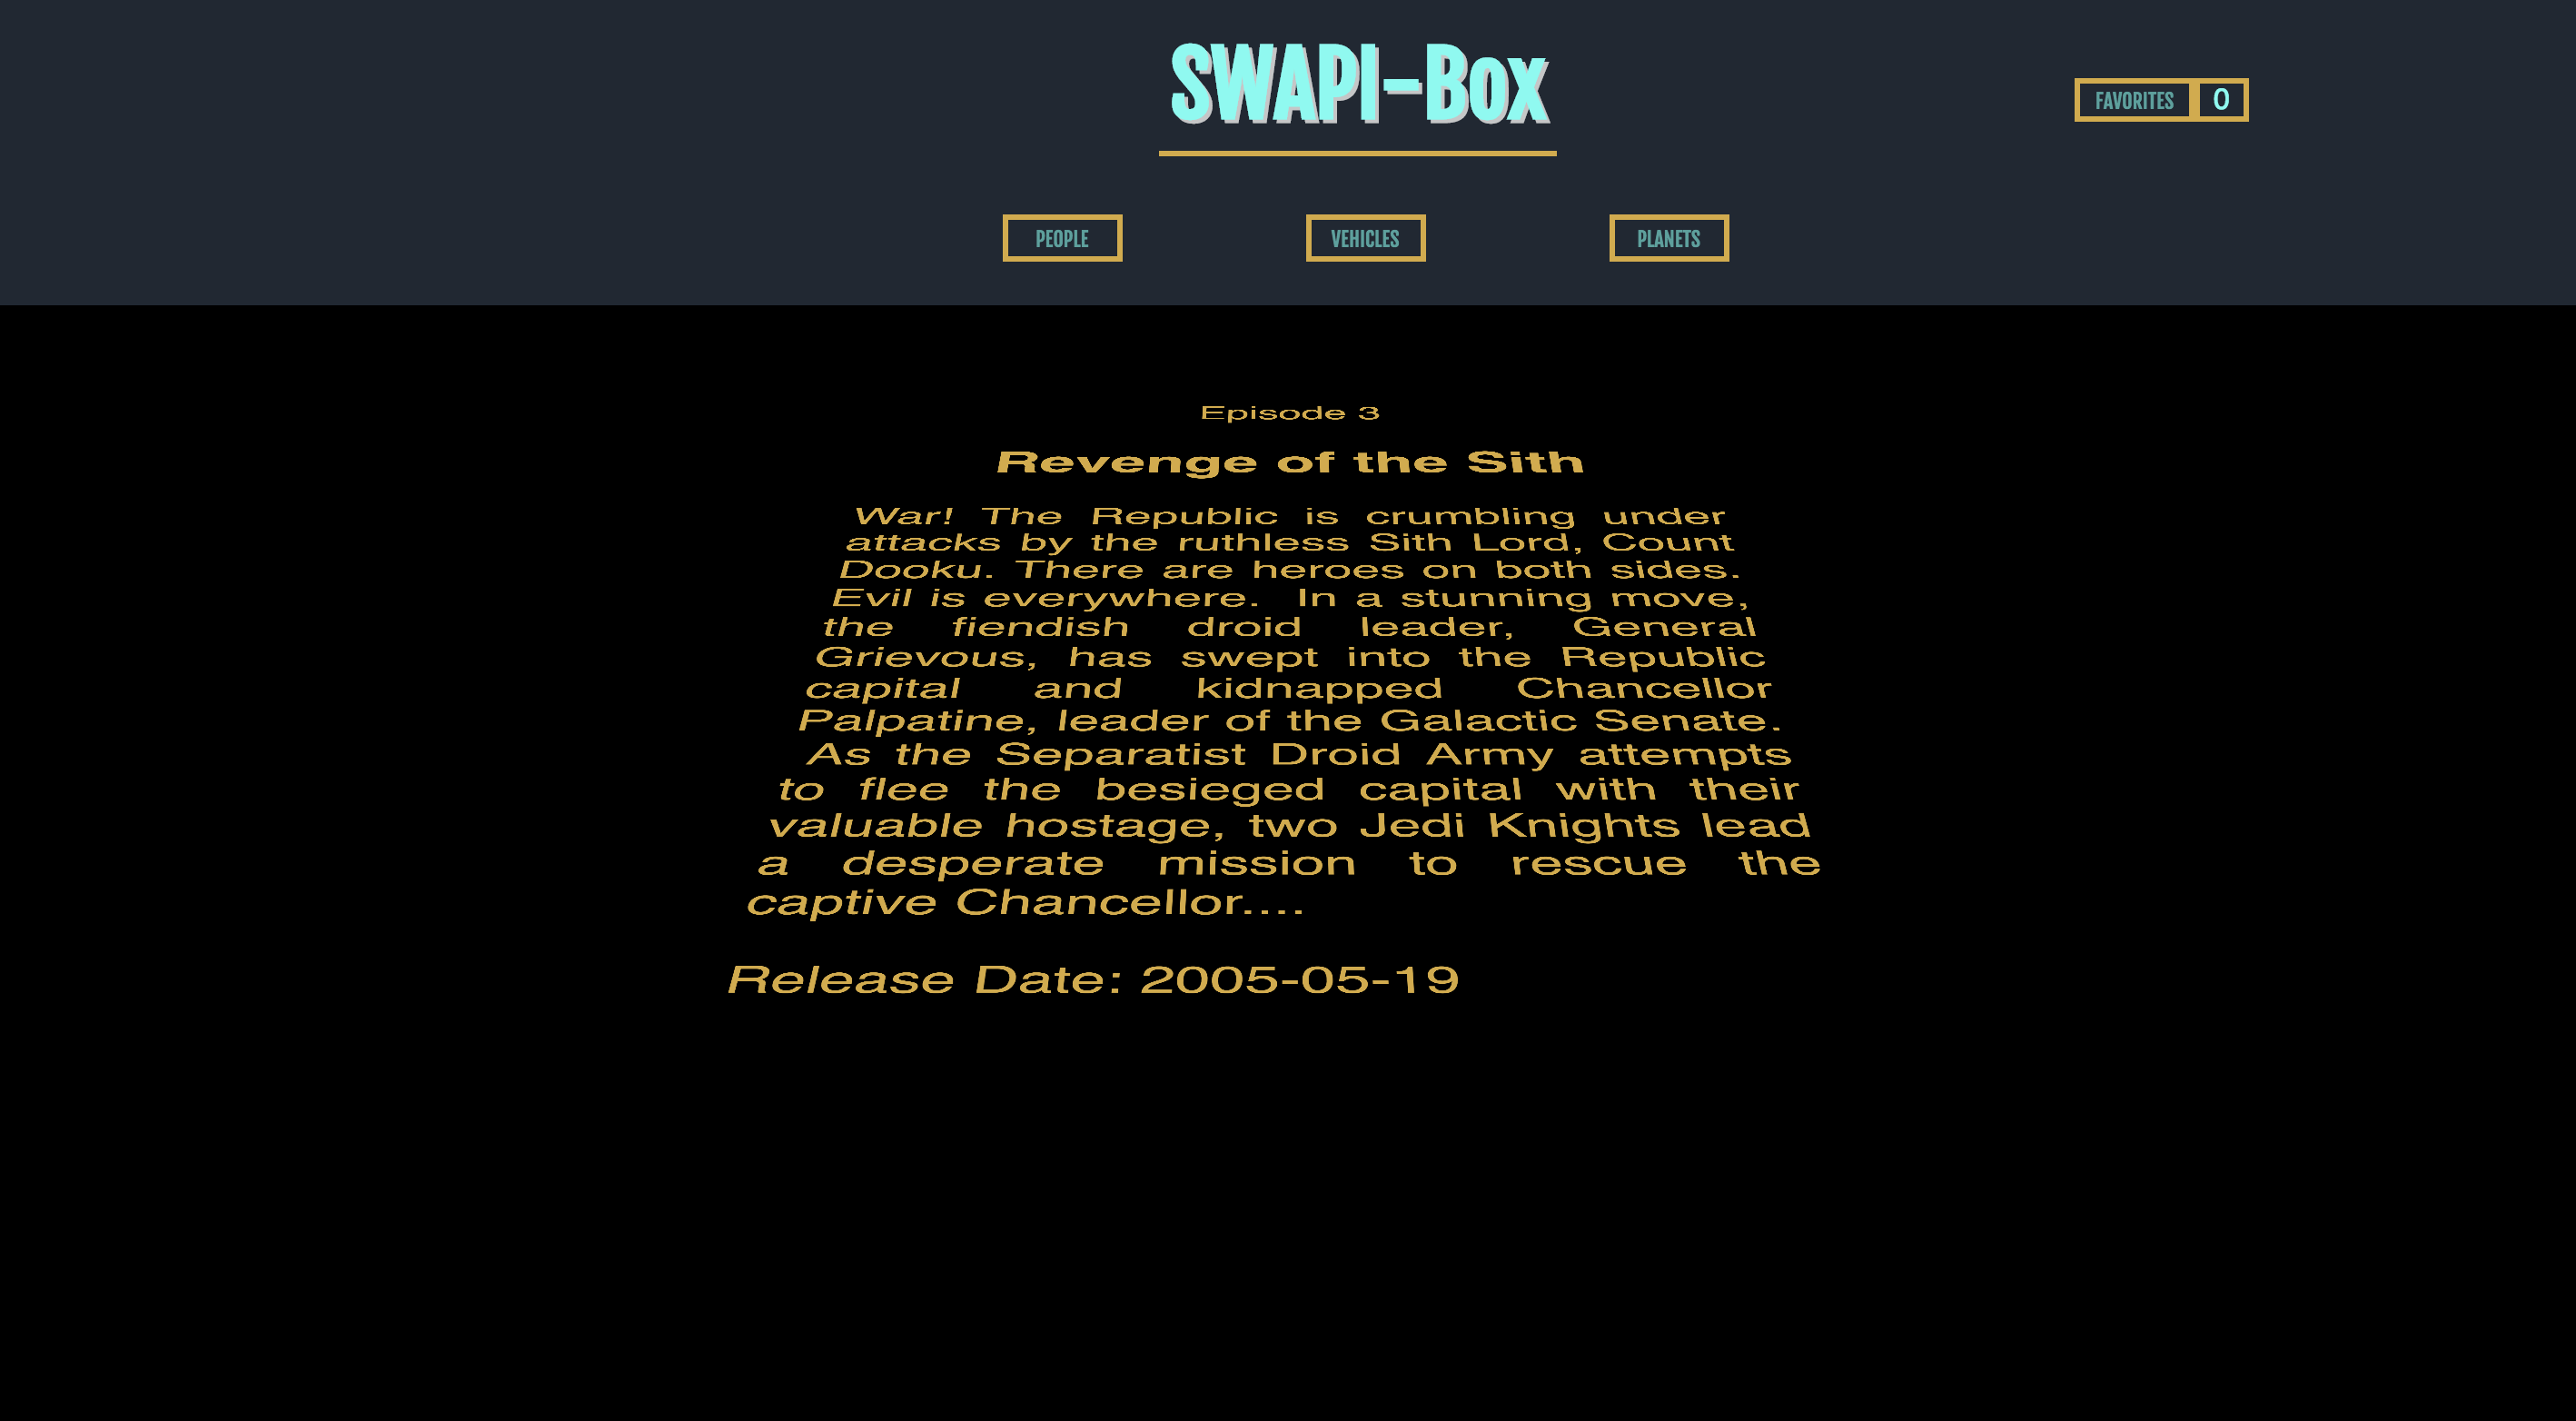 SWAPI-Box
FAVORITES 0
PEOPLE VEHICLES PLANETS
Episode 3
Revenge of the Sith
War! The Republic is crumbling under
attacks by the ruthless Sith Lord, Count
Dooku. There are heroes on both sides.
Evil is everywhere. In a stunning move,
the fiendish droid leader, General
Grievous, has swept into the Republic
capital and kidnapped Chancellor
Palpatine, leader of the Galactic Senate.
As the Separatist Droid Army attempts
to flee the besieged capital with their
valuable hostage, two Jedi Knights lead
a desperate mission to rescue the
captive Chancellor....
Release Date: 2005-05-19